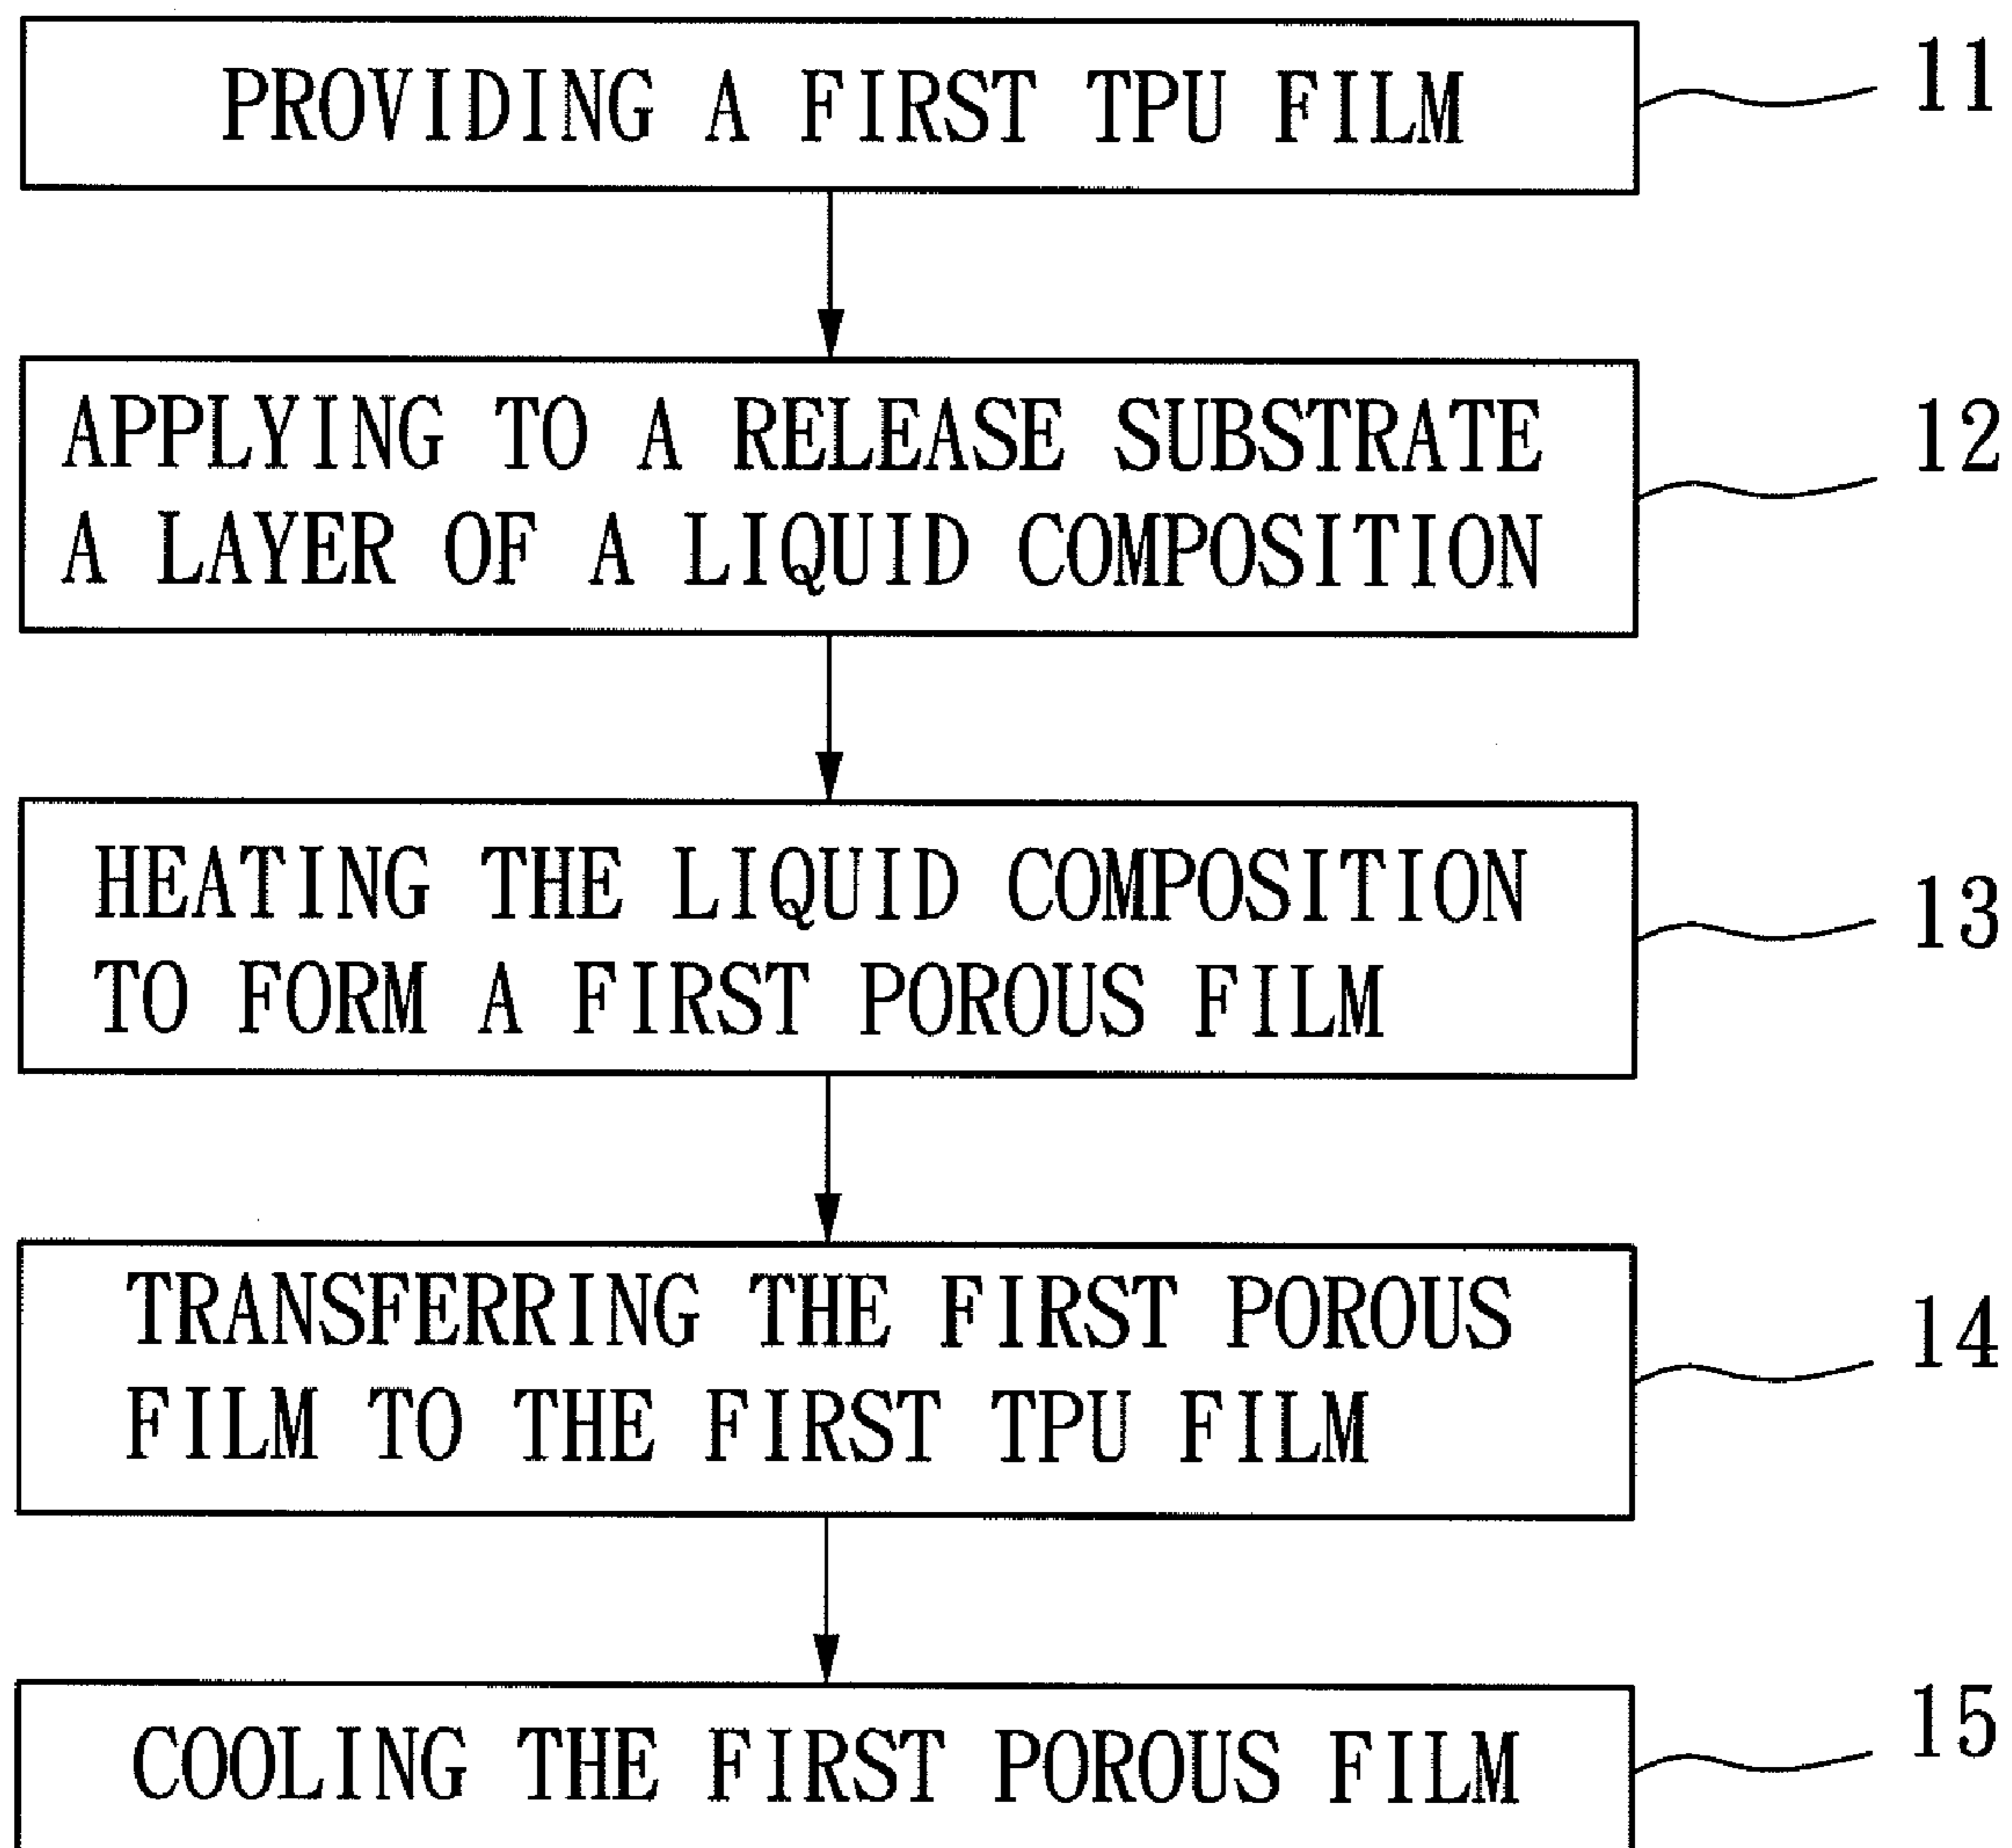 PROVIDING A FIRST TPU FILM
11
APPLYING TO A RELEASE SUBSTRATE
A LAYER OF A LIQUID COMPOSITION
12
HEATING THE LIQUID COMPOSITION
TO FORM A FIRST POROUS FILM
13
TRANSFERRING THE FIRST POROUS
FILM TO THE FIRST TPU FILM
14
COOLING THE FIRST POROUS FILM
15